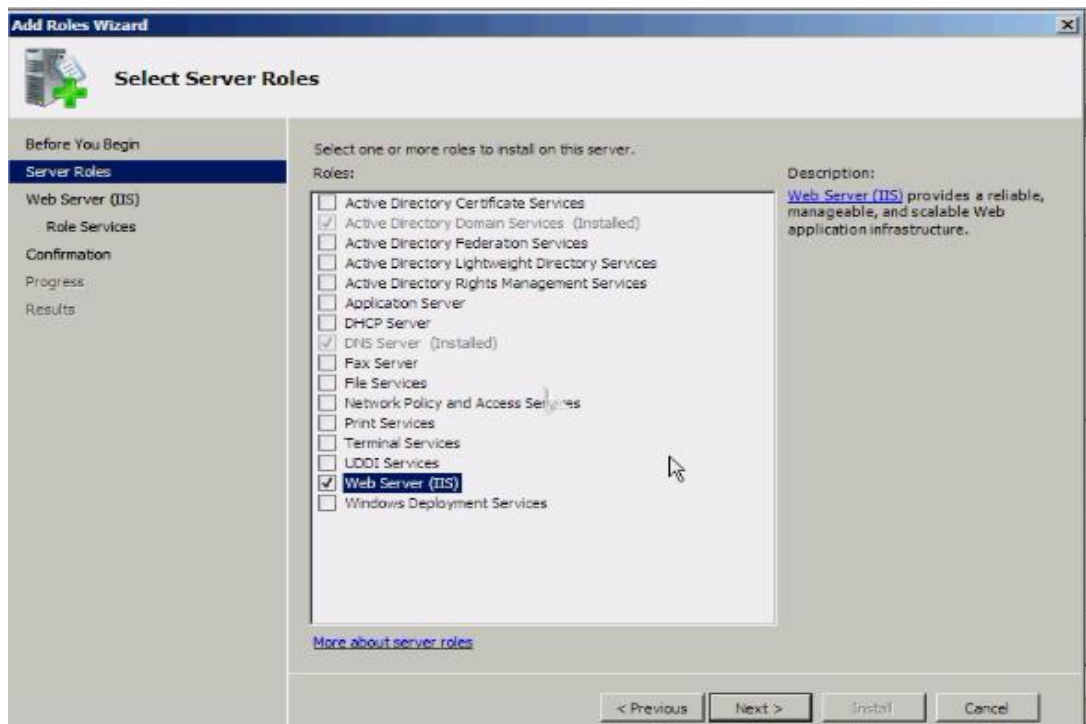 Add Roles Wizard
Select Server Roles
Before You Begin
Server Roles
Web Server (IIS)
Role Services
Confirmation
Progress
Results
Select one or more roles to install on this server.
Roles:
Active Directory Certificate Services
Active Directory Domain Services (Installed)
Active Directory Federation Services
Active Directory Lightweight Directory Services
Active Directory Rights Management Services
Application Server
DHCP Server
DNS Server (Installed)
Fax Server
File Services
Network Policy and Access Services
Print Services
Terminal Services
UDDI Services
Web Server (IIS)
Windows Deployment Services
More about server roles
Description:
Web Server (IIS) provides a reliable,
manageable, and scalable Web
application infrastructure.
< Previous
Next >
Install
Cancel